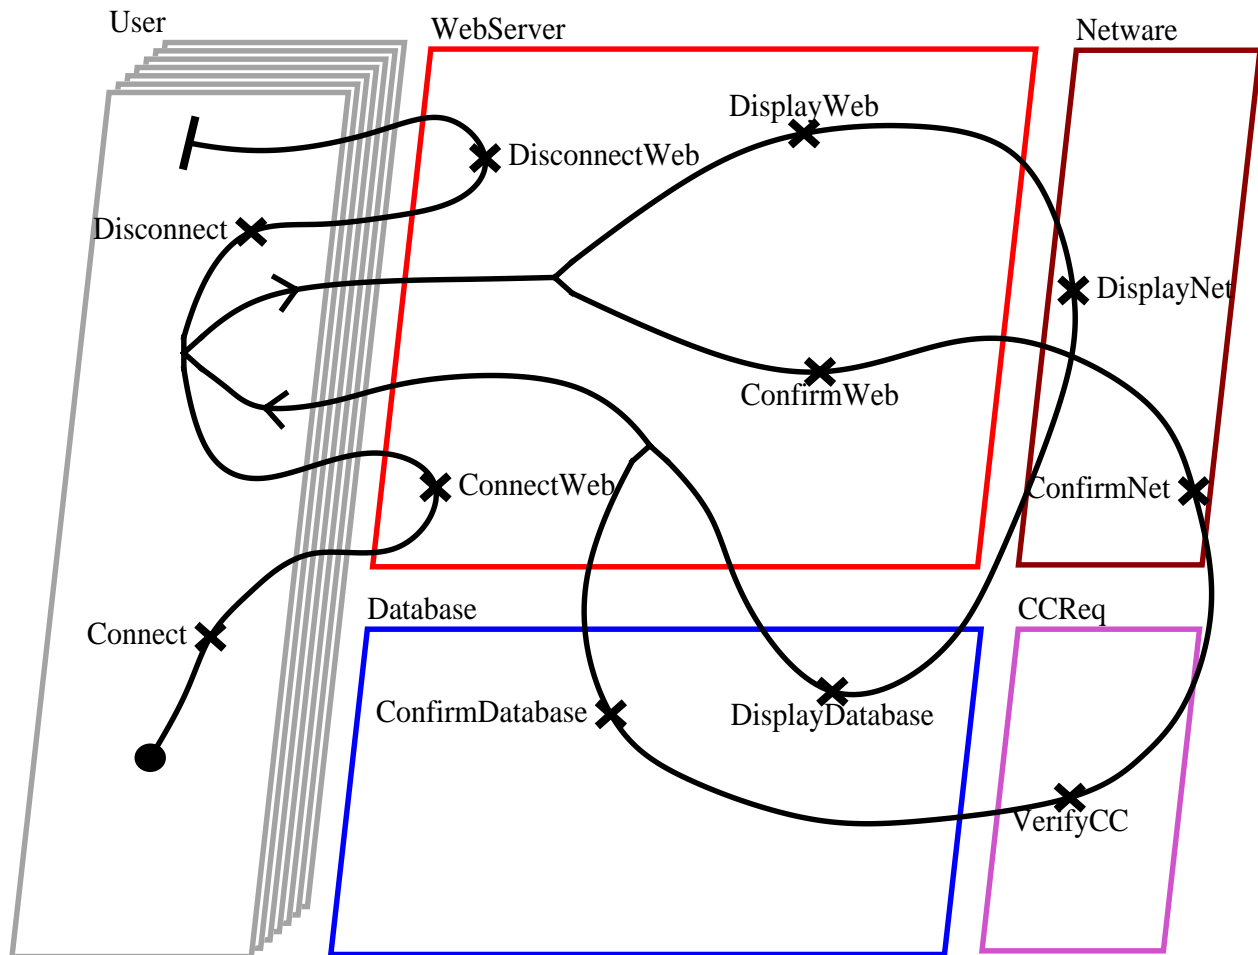 User
WebServer
Netware
DisplayWeb
DisconnectWeb
Disconnect
DisplayNet
ConfirmWeb
ConnectWeb
ConfirmNet
Database
CCReq
Connect
ConfirmDatabase
DisplayDatabase
VerifyCC